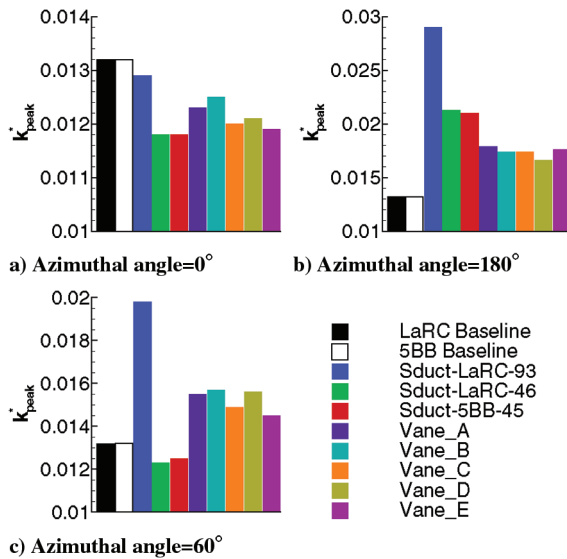 0.014
0.013
0.012
0.011
0.01
k*peak
a) Azimuthal angle=0°
0.03
0.025
0.02
0.015
0.01
k*peak
b) Azimuthal angle=180°
0.02
0.018
0.016
0.014
0.012
0.01
k*peak
c) Azimuthal angle=60°
LaRC Baseline
5BB Baseline
Sduct-LaRC-93
Sduct-LaRC-46
Sduct-5BB-45
Vane_A
Vane_B
Vane_C
Vane_D
Vane_E